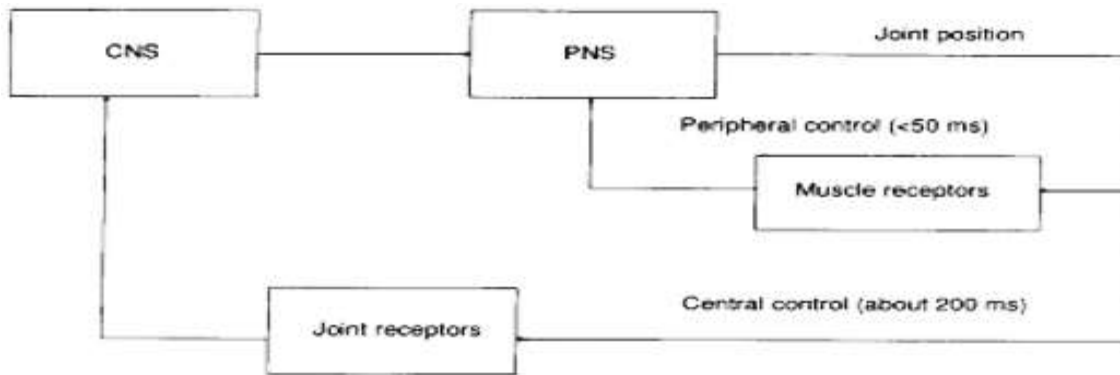 CNS
PNS
Joint position
Peripheral control (<50 ms)
Muscle receptors
Central control (about 200 ms)
Joint receptors